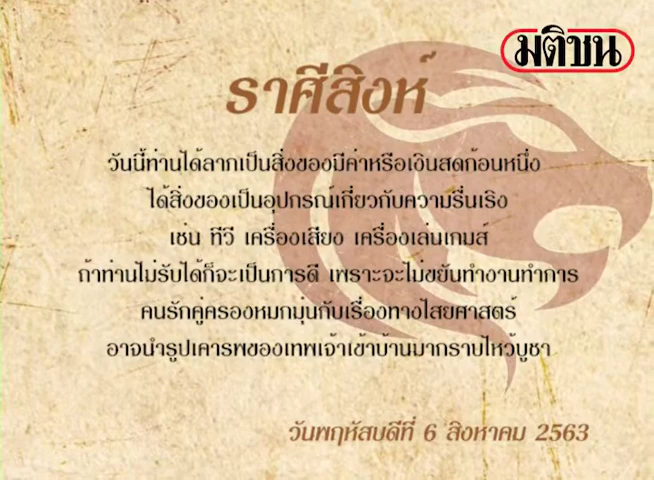 มติชน
ราศีสิงห์
วันนี้ท่านได้ลาภเป็นสิ่งของมีค่าหรือเงินสดก้อนหนึ่ง
ได้สิ่งของเป็นอุปกรณ์เกี่ยวกับความรื่นเริง
เช่น ทีวี เครื่องเสียง เครื่องเล่นเกมส์
ถ้าท่านไม่รับได้ก็จะเป็นการดี เพราะจะไม่ขยันทำงานทำการ
คนรักคู่ครองหมกมุ่นกับเรื่องทางไสยศาสตร์
อาจนำรูปเคารพของเทพเจ้าเข้าบ้านมากราบไหว้บูชา
วันพฤหัสบดีที่ 6 สิงหาคม 2563